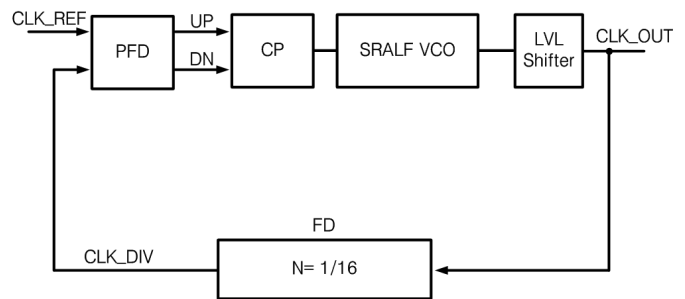 CLK_REF
UP
PFD
DN
CP
SRALF VCO
LVL
Shifter
CLK_OUT
FD
CLK_DIV
N= 1/16